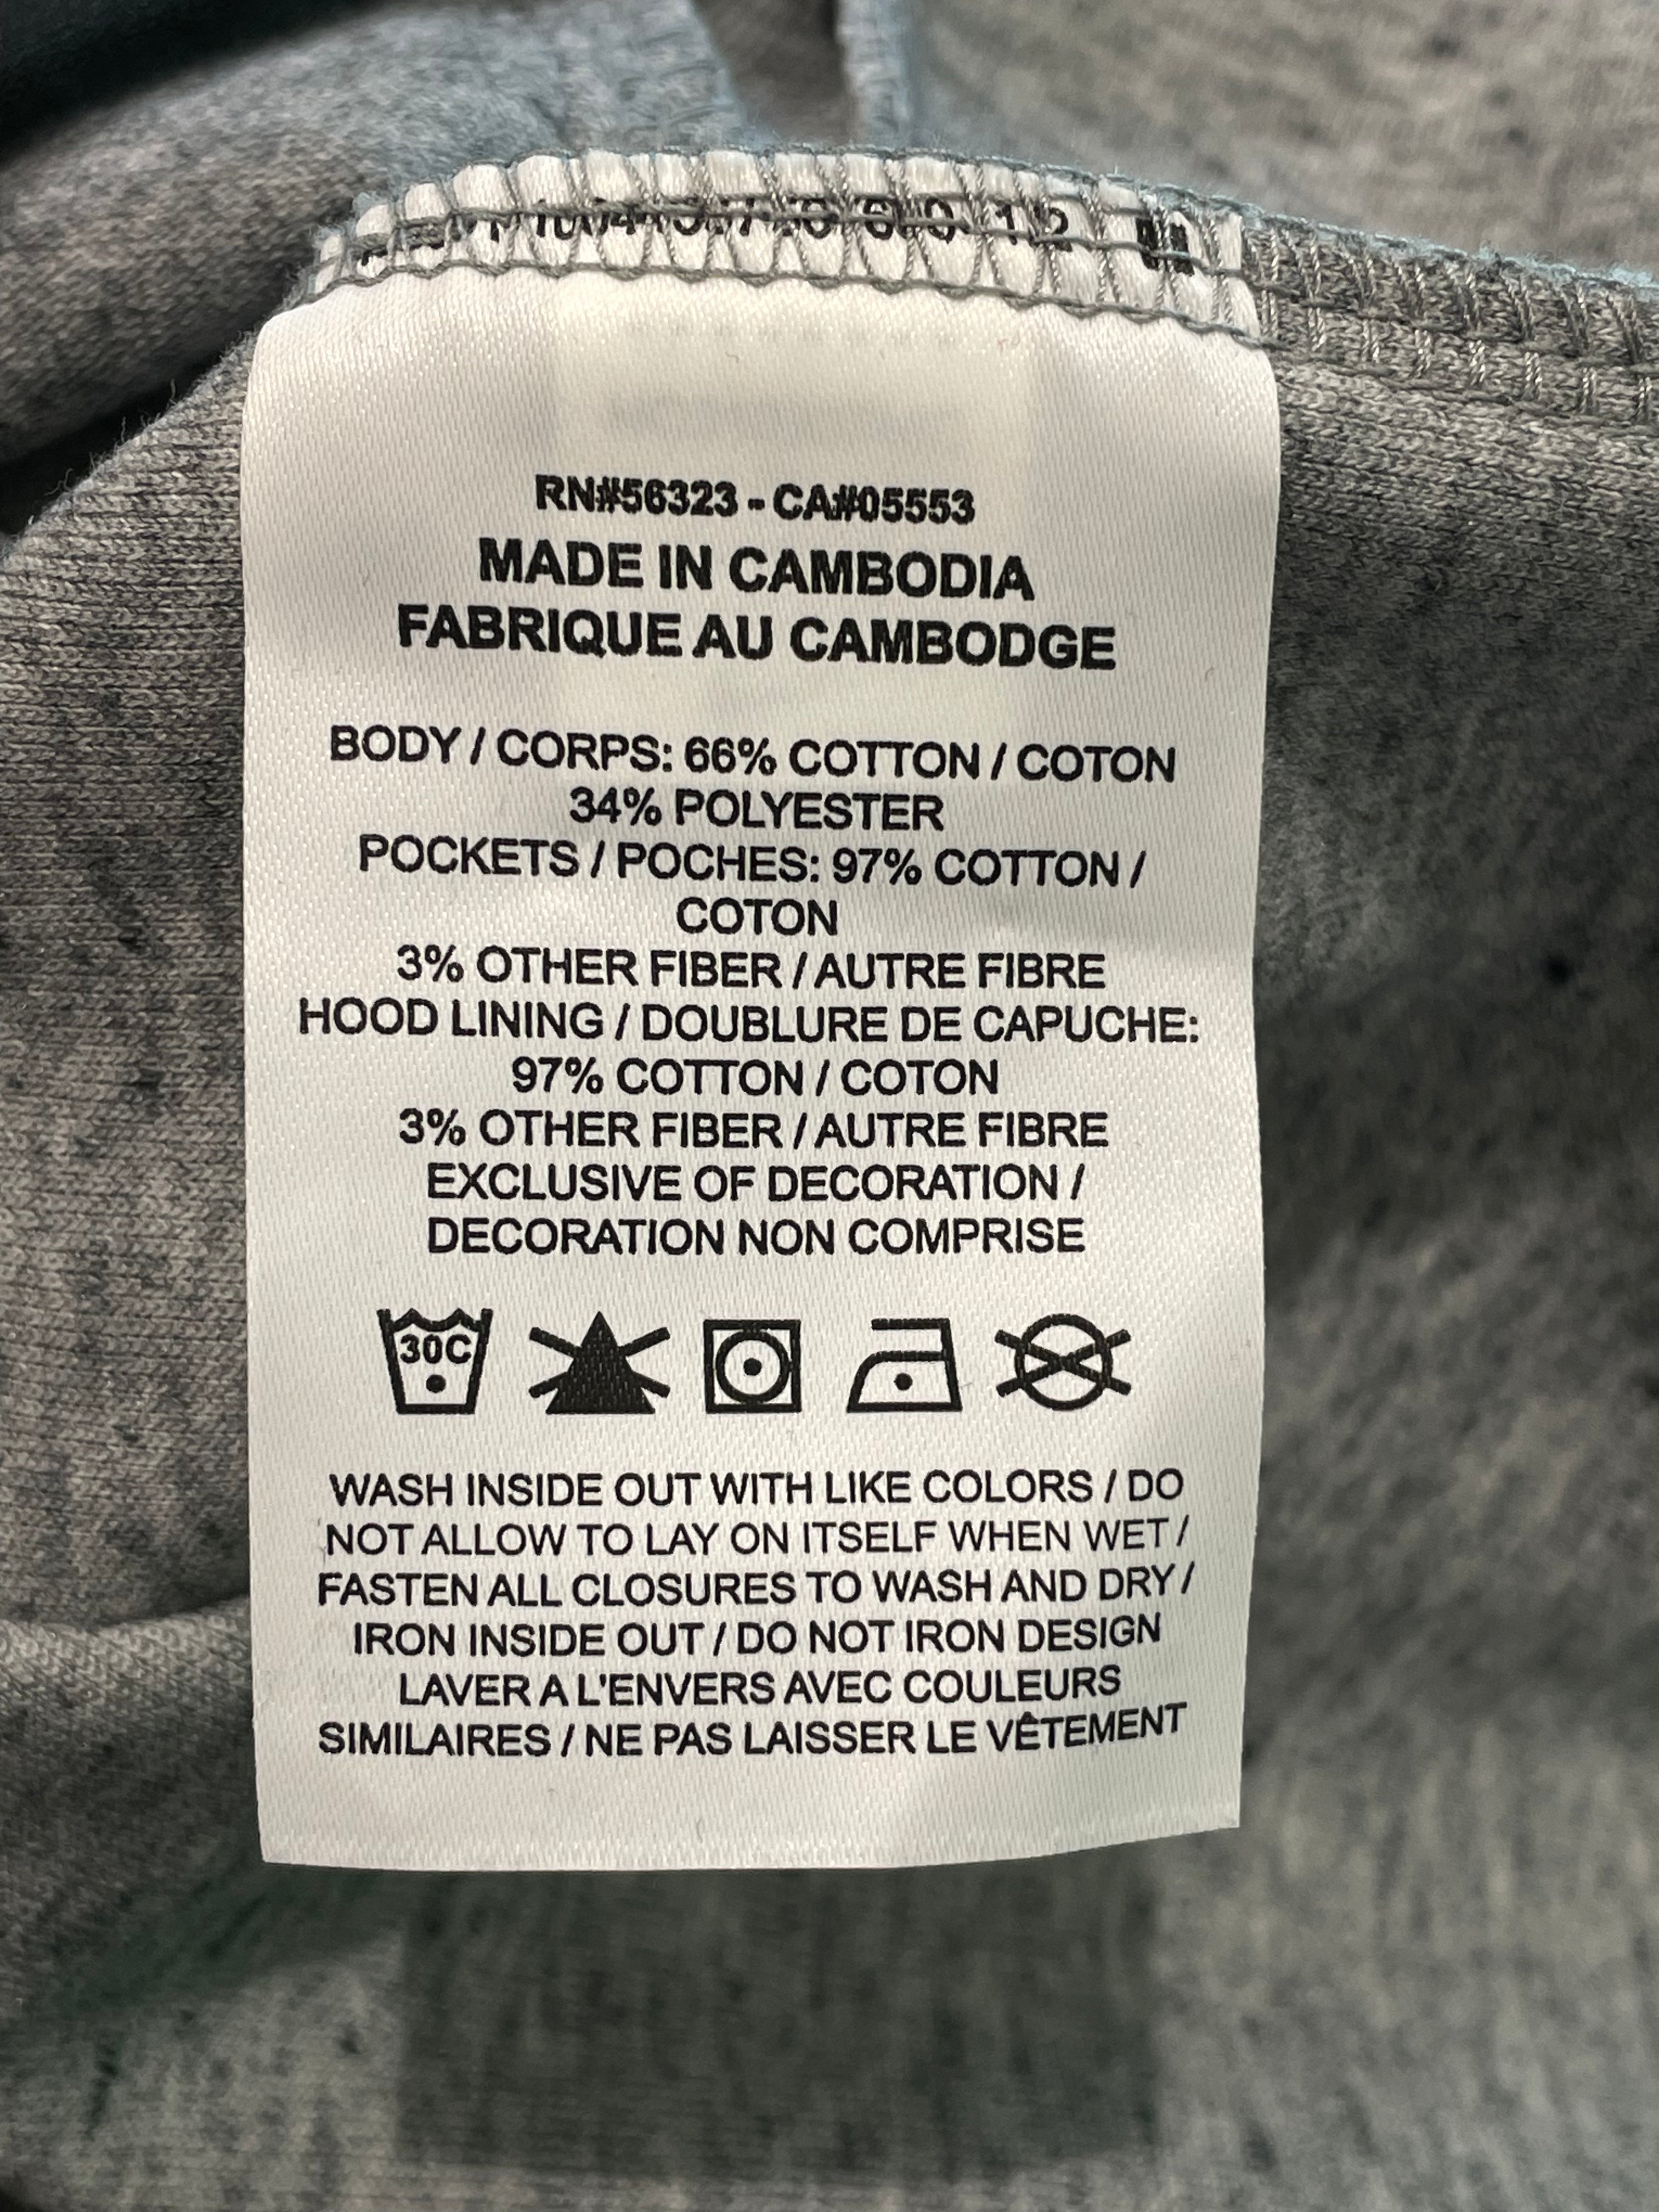 RN#56323 - CA#05553
MADE IN CAMBODIA
FABRIQUE AU CAMBODGE
BODY / CORPS: 66% COTTON / COTON
34% POLYESTER
POCKETS / POCHES: 97% COTTON /
COTON
3% OTHER FIBER / AUTRE FIBRE
HOOD LINING / DOUBLURE DE CAPUCHE:
97% COTTON / COTON
3% OTHER FIBER / AUTRE FIBRE
EXCLUSIVE OF DECORATION /
DECORATION NON COMPRISE
30C
WASH INSIDE OUT WITH LIKE COLORS / DO
NOT ALLOW TO LAY ON ITSELF WHEN WET /
FASTEN ALL CLOSURES TO WASH AND DRY /
IRON INSIDE OUT / DO NOT IRON DESIGN
LAVER A L'ENVERS AVEC COULEURS
SIMILAIRES / NE PAS LAISSER LE VÊTEMENT